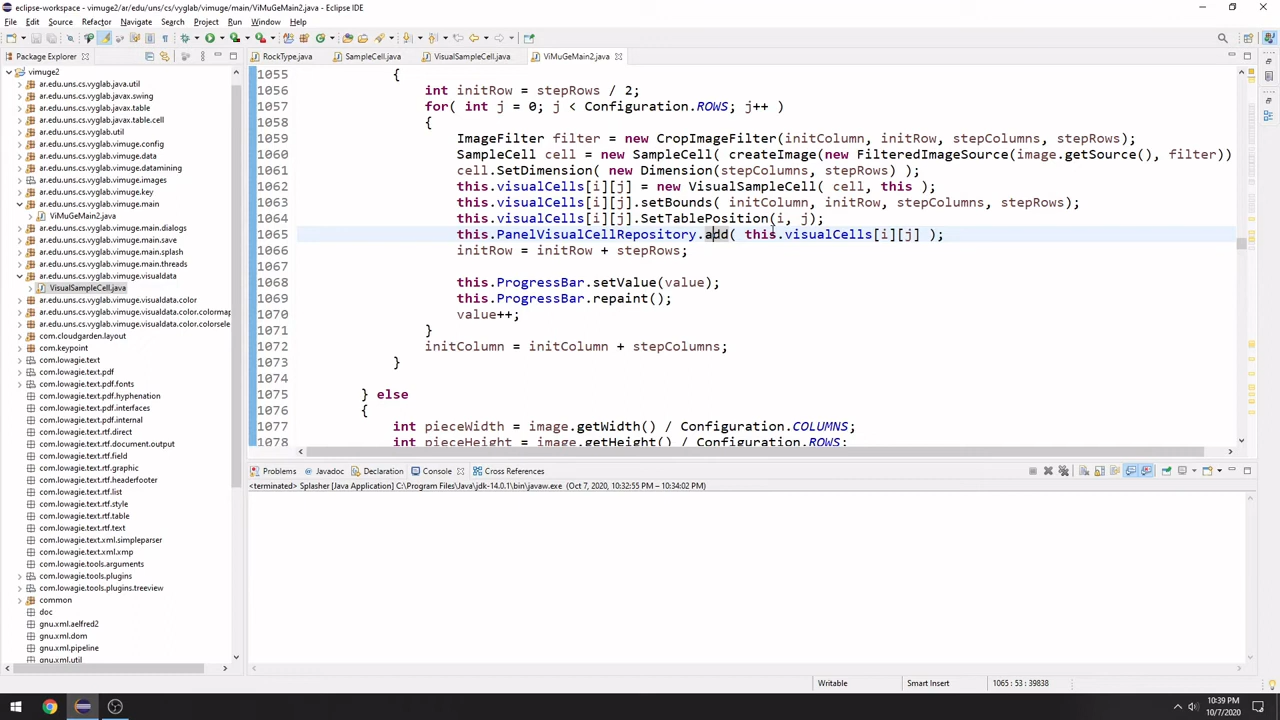 eclipse-workspace - vimuge2/ar/edu/uns/cs/vyglab/vimuge/main/ViMuGeMain2.java - Eclipse IDE
File Edit Source Refactor Navigate Search Project Run Window Help
Package Explorer
RockType.java SampleCell.java VisualSampleCell.java ViMuGeMain2.java
vimuge2
ar.edu.uns.cs.vyglab.javax.util
ar.edu.uns.cs.vyglab.javax.swing
ar.edu.uns.cs.vyglab.javax.table
ar.edu.uns.cs.vyglab.javax.table.cell
ar.edu.uns.cs.vyglab.util
ar.edu.uns.cs.vyglab.vimuge.config
ar.edu.uns.cs.vyglab.vimuge.data
ar.edu.uns.cs.vyglab.vimuge.datamining
ar.edu.uns.cs.vyglab.vimuge.images
ar.edu.uns.cs.vyglab.vimuge.key
ar.edu.uns.cs.vyglab.vimuge.main
ViMuGeMain2.java
ar.edu.uns.cs.vyglab.vimuge.main.dialogs
ar.edu.uns.cs.vyglab.vimuge.main.save
ar.edu.uns.cs.vyglab.vimuge.main.splash
ar.edu.uns.cs.vyglab.vimuge.main.threads
ar.edu.uns.cs.vyglab.vimuge.visualdata
VisualSampleCell.java
ar.edu.uns.cs.vyglab.vimuge.visualdata.color
ar.edu.uns.cs.vyglab.vimuge.visualdata.color.colormap
ar.edu.uns.cs.vyglab.vimuge.visualdata.color.colorsele
com.cloudgarden.layout
com.keypoint
com.lowagie.text
com.lowagie.text.pdf
com.lowagie.text.pdf.fonts
com.lowagie.text.pdf.hyphenation
com.lowagie.text.pdf.interfaces
com.lowagie.text.pdf.internal
com.lowagie.text.rtf.direct
com.lowagie.text.rtf.document.output
com.lowagie.text.rtf.field
com.lowagie.text.rtf.graphic
com.lowagie.text.rtf.headerfooter
com.lowagie.text.rtf.list
com.lowagie.text.rtf.style
com.lowagie.text.rtf.table
com.lowagie.text.rtf.text
com.lowagie.text.xml.simpleparser
com.lowagie.text.xml.xmp
com.lowagie.tools.arguments
com.lowagie.tools.plugins
com.lowagie.tools.plugins.treeview
common
doc
gnu.xml.aelfred2
gnu.xml.dom
gnu.xml.pipeline
gnu.xml.util
1055 {
1056 int initRow = stepRows / 2;
1057 for( int j = 0; j < Configuration.ROWS; j++ )
1058 {
1059 ImageFilter filter = new CropImageFilter(initColumn, initRow, stepColumns, stepRows);
1060 SampleCell cell = new SampleCell( createImage(new FilteredImageSource(image.getSource(), filter))
1061 cell.SetDimension( new Dimension(stepColumns, stepRows) );
1062 this.visualCells[i][j] = new VisualSampleCell( cell, this );
1063 this.visualCells[i][j].setBounds( initColumn, initRow, stepColumns, stepRows);
1064 this.visualCells[i][j].SetTablePosition(i, j);
1065 this.PanelVisualCellRepository.add( this.visualCells[i][j] );
1066 initRow = initRow + stepRows;
1067
1068 this.ProgressBar.setValue(value);
1069 this.ProgressBar.repaint();
1070 value++;
1071 }
1072 initColumn = initColumn + stepColumns;
1073 }
1074
1075 } else
1076 {
1077 int pieceWidth = image.getWidth() / Configuration.COLUMNS;
1078 int pieceHeight = image.getHeight() / Configuration.ROWS;
Problems Javadoc Declaration Console Cross References
<terminated> Splasher [Java Application] C:\Program Files\Java\jdk-14.0.1\bin\javaw.exe (Oct 7, 2020, 10:32:55 PM – 10:34:02 PM)
Writable Smart Insert 1065 : 53 : 39838
10:39 PM
10/7/2020